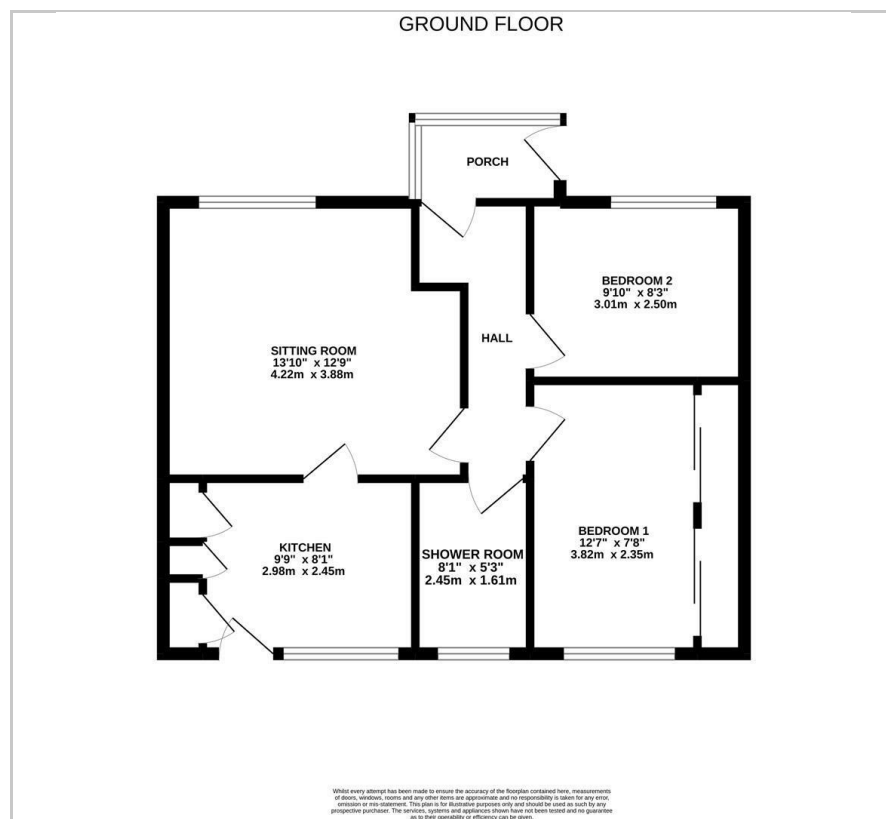 GROUND FLOOR
PORCH
BEDROOM 2
9'10" x 8'3"
3.01m x 2.50m
HALL
SITTING ROOM
13'10" x 12'9"
4.22m x 3.88m
BEDROOM 1
12'7" x 7'8"
3.82m x 2.35m
KITCHEN
9'9" x 8'1"
2.98m x 2.45m
SHOWER ROOM
8'1" x 5'3"
2.45m x 1.61m
Whilst every attempt has been made to ensure the accuracy of the floorplan contained here, measurements
of doors, windows, rooms and any other items are approximate and no responsibility is taken for any error,
omission or mis-statement. This plan is for illustrative purposes only and should be used as such by any
prospective purchaser. The services, systems and appliances shown have not been tested and no guarantee
as to their operability or efficiency can be given.